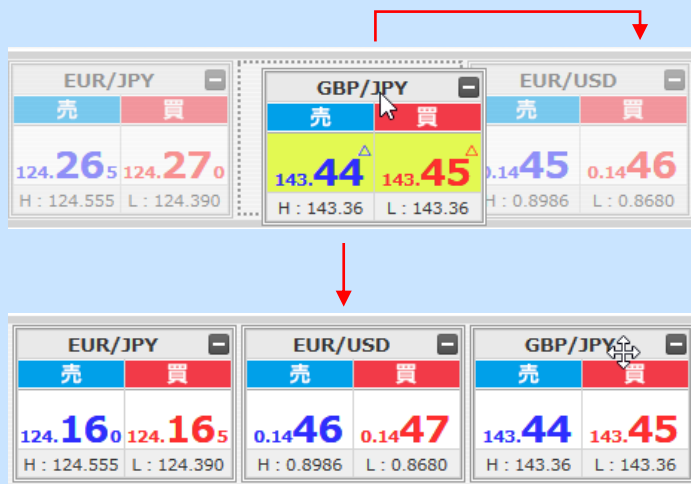 EUR/JPY
売 買
124.265 124.270
H : 124.555 L : 124.390
GBP/JPY
売 買
143.44 143.45
H : 143.36 L : 143.36
EUR/USD
売 買
0.1445 0.1446
H : 0.8986 L : 0.8680
EUR/JPY
売 買
124.160 124.165
H : 124.555 L : 124.390
EUR/USD
売 買
0.1446 0.1447
H : 0.8986 L : 0.8680
GBP/JPY
売 買
143.44 143.45
H : 143.36 L : 143.36